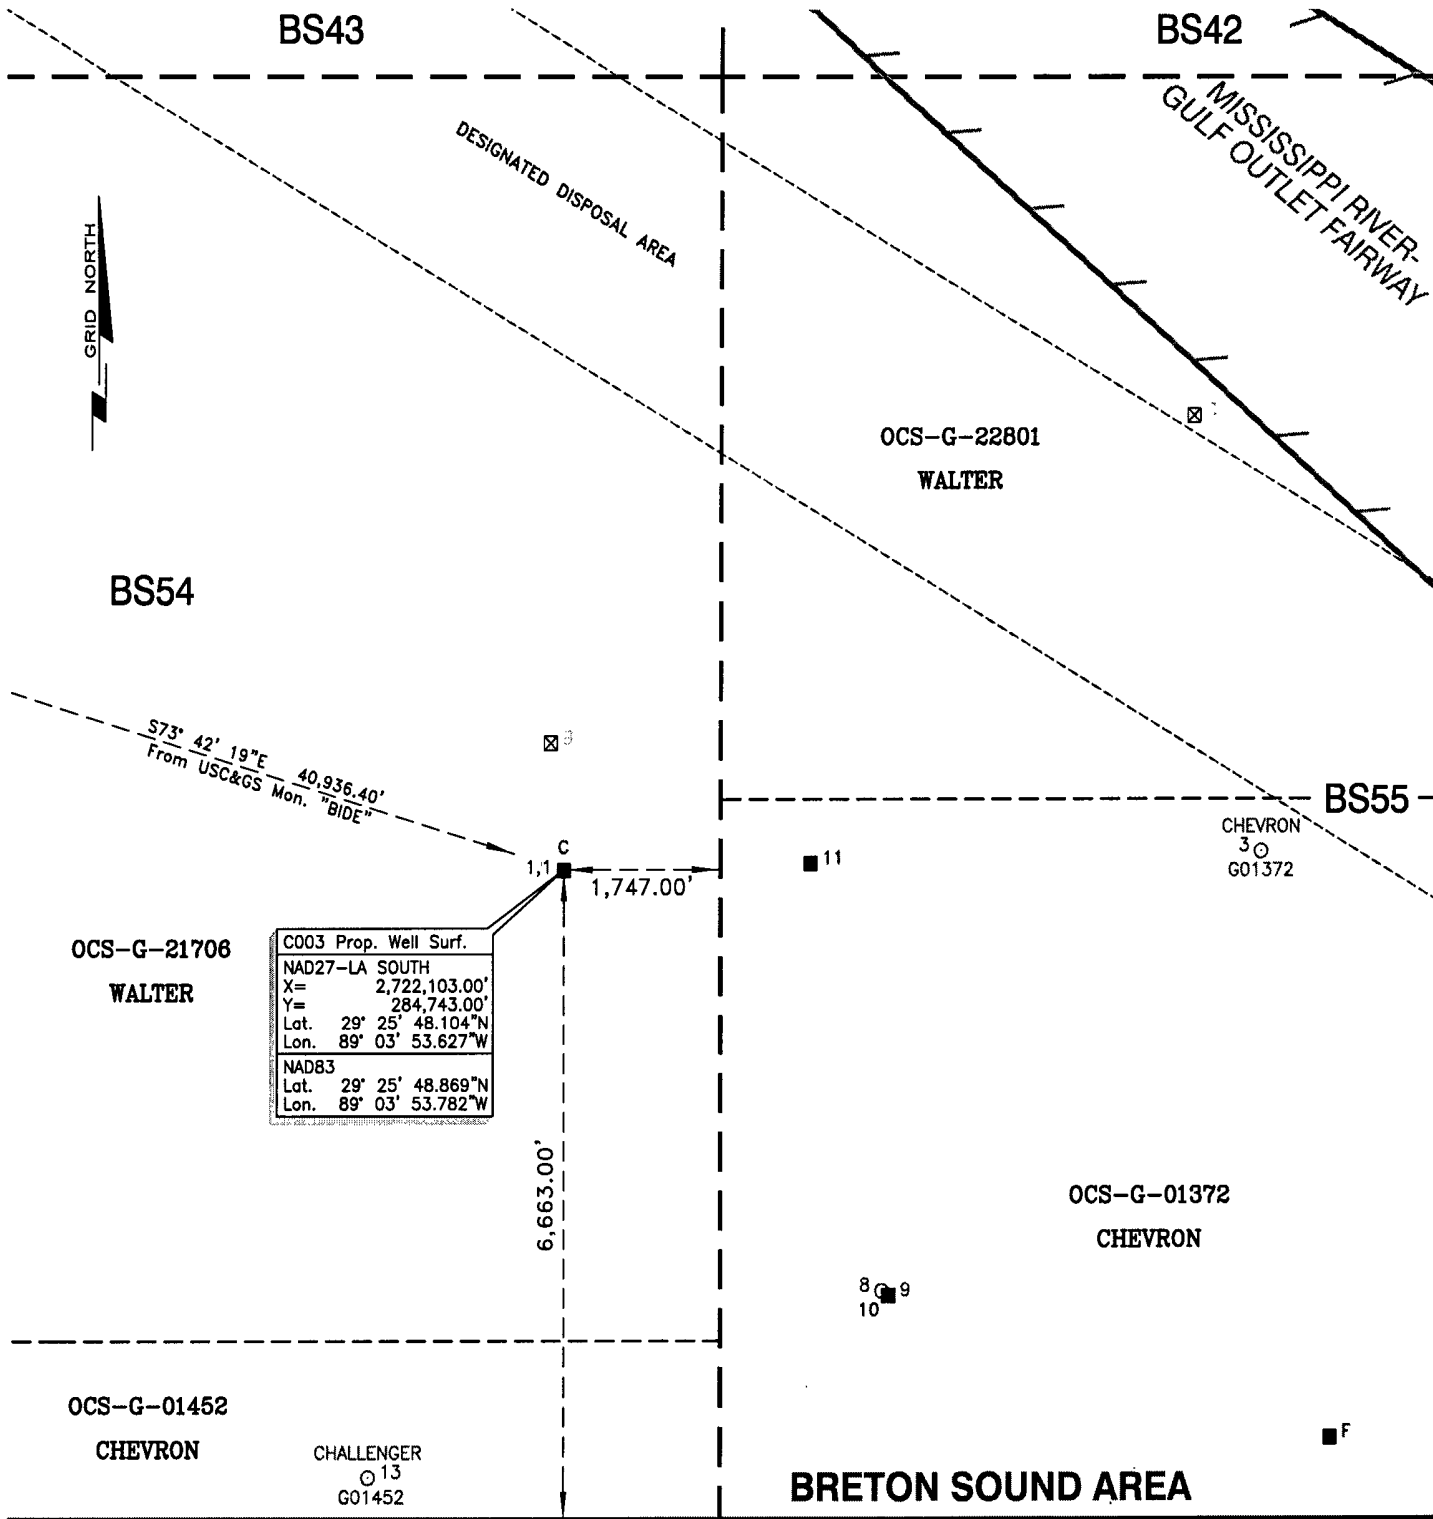 BS43
BS42
MISSISSIPPI RIVER-
GULF OUTLET FAIRWAY
DESIGNATED DISPOSAL AREA
GRID NORTH
OCS-G-22801
WALTER
BS54
S73° 42' 19"E 40,936.40'
From USC&GS Mon. "BIDE"
BS55
CHEVRON
3
G01372
C
1,1
11
1,747.00'
OCS-G-21706
WALTER
C003 Prop. Well Surf.
NAD27-LA SOUTH
X= 2,722,103.00'
Y= 284,743.00'
Lat. 29° 25' 48.104"N
Lon. 89° 03' 53.627"W
NAD83
Lat. 29° 25' 48.869"N
Lon. 89° 03' 53.782"W
6,663.00'
OCS-G-01372
CHEVRON
8 9
10
OCS-G-01452
CHEVRON
CHALLENGER
13
G01452
F
BRETON SOUND AREA